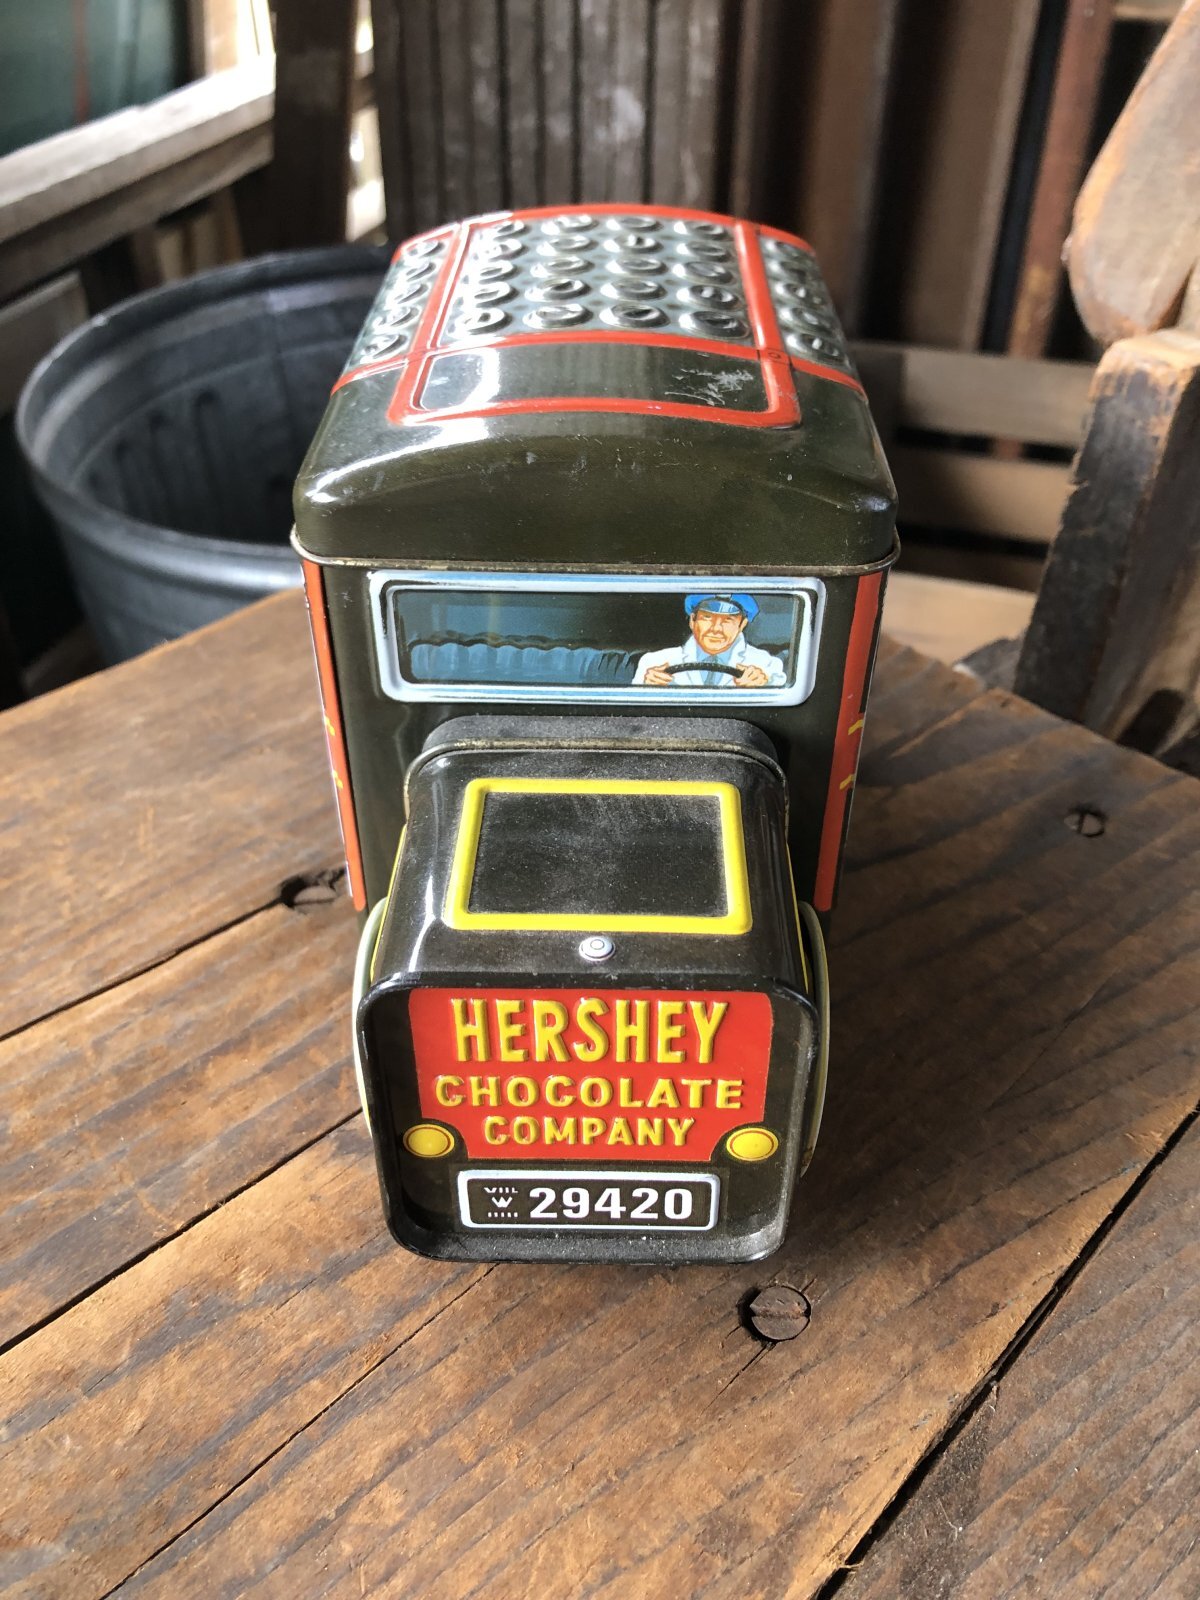 HERSHEY
CHOCOLATE
COMPANY
29420